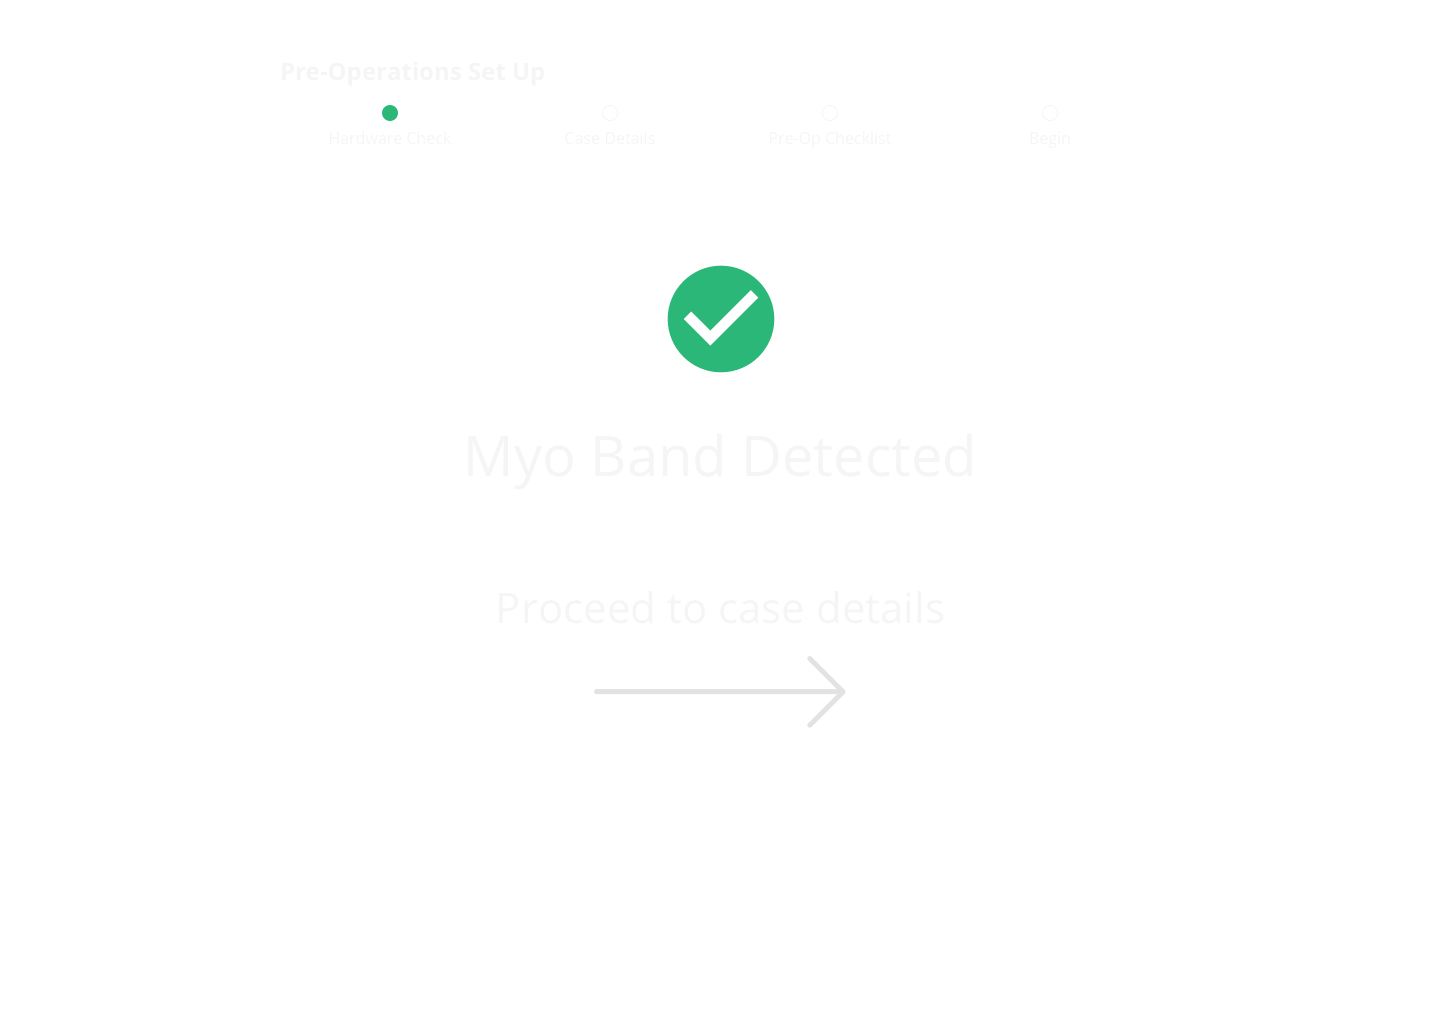 Pre-Operations Set Up
Hardware Check
Case Details
Pre-Op Checklist
Begin
Myo Band Detected
Proceed to case details